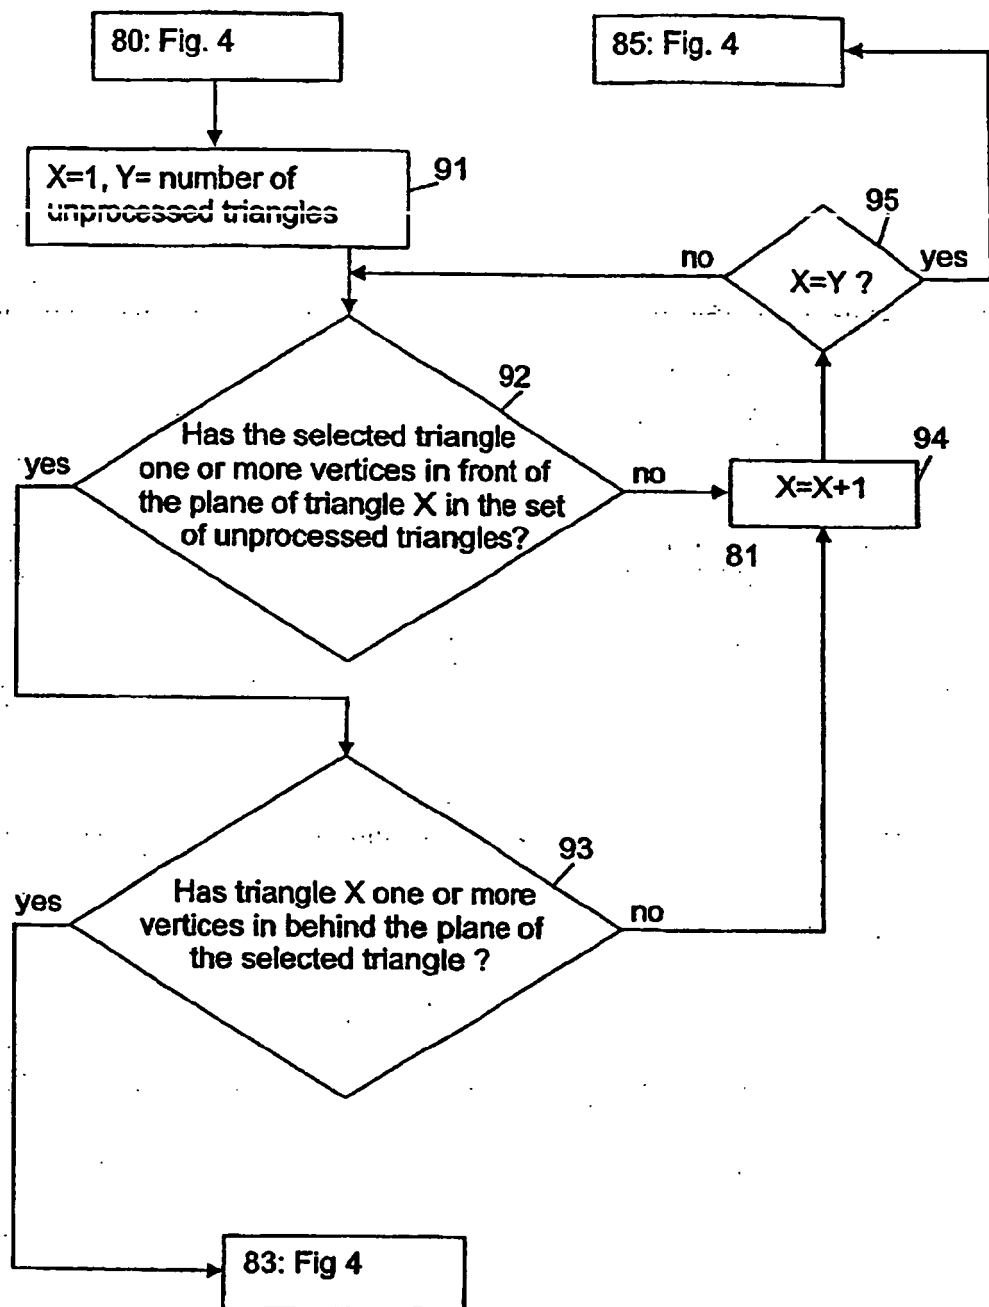 80: Fig. 4
85: Fig. 4
X=1, Y= number of
unprocessed triangles
91
95
no
X=Y ?
yes
92
Has the selected triangle
one or more vertices in front of
the plane of triangle X in the set
of unprocessed triangles?
yes
no
94
X=X+1
81
93
Has triangle X one or more
vertices in behind the plane of
the selected triangle ?
yes
no
83: Fig 4